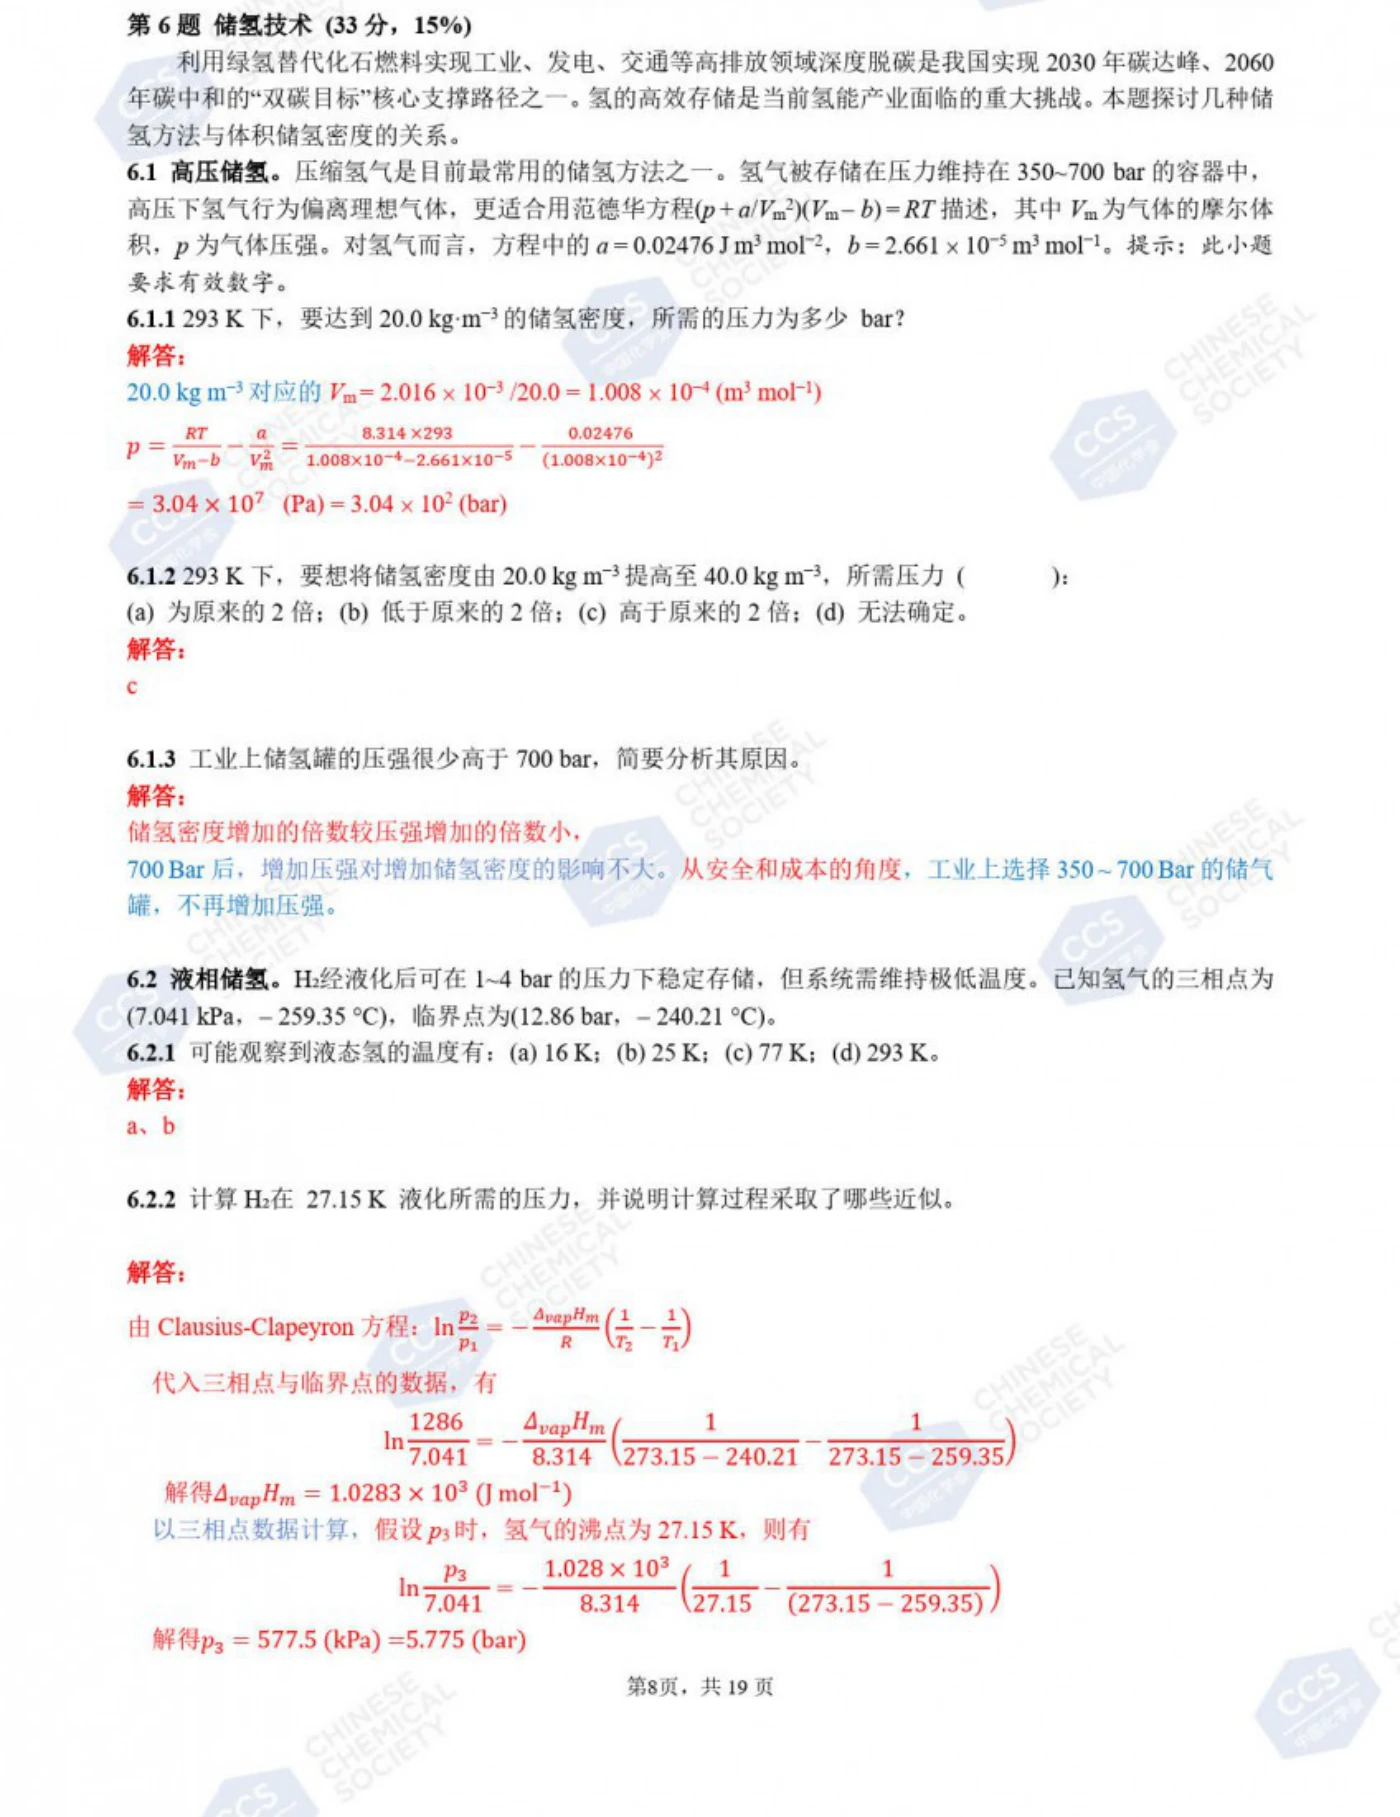 第 6 题 储氢技术 (33 分，15%)
利用绿氢替代化石燃料实现工业、发电、交通等高排放领域深度脱碳是我国实现 2030 年碳达峰、2060
年碳中和的“双碳目标”核心支撑路径之一。氢的高效存储是当前氢能产业面临的重大挑战。本题探讨几种储
氢方法与体积储氢密度的关系。
6.1 高压储氢。压缩氢气是目前最常用的储氢方法之一。氢气被存储在压力维持在 350~700 bar 的容器中，
高压下氢气行为偏离理想气体，更适合用范德华方程(p + a/Vm²)(Vm – b) = RT 描述，其中 Vm 为气体的摩尔体
积，p 为气体压强。对氢气而言，方程中的 a = 0.02476 J m³ mol⁻²，b = 2.661 × 10⁻⁵ m³ mol⁻¹。提示：此小题
要求有效数字。
6.1.1 293 K 下，要达到 20.0 kg·m⁻³ 的储氢密度，所需的压力为多少 bar？
解答：
20.0 kg m⁻³ 对应的 Vm = 2.016 × 10⁻³ /20.0 = 1.008 × 10⁻⁴ (m³ mol⁻¹)
p = RT/(Vm−b) − a/Vm² = (8.314 ×293)/(1.008×10⁻⁴−2.661×10⁻⁵) − 0.02476/(1.008×10⁻⁴)²
= 3.04 × 10⁷ (Pa) = 3.04 × 10² (bar)
6.1.2 293 K 下，要想将储氢密度由 20.0 kg m⁻³ 提高至 40.0 kg m⁻³，所需压力 (　　　)：
(a) 为原来的 2 倍；(b) 低于原来的 2 倍；(c) 高于原来的 2 倍；(d) 无法确定。
解答：
c
6.1.3 工业上储氢罐的压强很少高于 700 bar，简要分析其原因。
解答：
储氢密度增加的倍数较压强增加的倍数小，
700 Bar 后，增加压强对增加储氢密度的影响不大。从安全和成本的角度，工业上选择 350 ~ 700 Bar 的储气
罐，不再增加压强。
6.2 液相储氢。H₂经液化后可在 1~4 bar 的压力下稳定存储，但系统需维持极低温度。已知氢气的三相点为
(7.041 kPa，– 259.35 °C)，临界点为(12.86 bar，– 240.21 °C)。
6.2.1 可能观察到液态氢的温度有：(a) 16 K；(b) 25 K；(c) 77 K；(d) 293 K。
解答：
a、b
6.2.2 计算 H₂在 27.15 K 液化所需的压力，并说明计算过程采取了哪些近似。
解答：
由 Clausius-Clapeyron 方程：ln p₂/p₁ = − ΔvapHm/R (1/T₂ − 1/T₁)
代入三相点与临界点的数据，有
ln 1286/7.041 = − ΔvapHm/8.314 (1/(273.15 − 240.21) − 1/(273.15 − 259.35))
解得ΔvapHm = 1.0283 × 10³ (J mol⁻¹)
以三相点数据计算，假设 p₃ 时，氢气的沸点为 27.15 K，则有
ln p₃/7.041 = − (1.028 × 10³)/8.314 (1/27.15 − 1/(273.15 − 259.35))
解得p₃ = 577.5 (kPa) =5.775 (bar)
第8页，共 19 页
CCS
中国化学会
CHINESE
CHEMICAL
SOCIETY